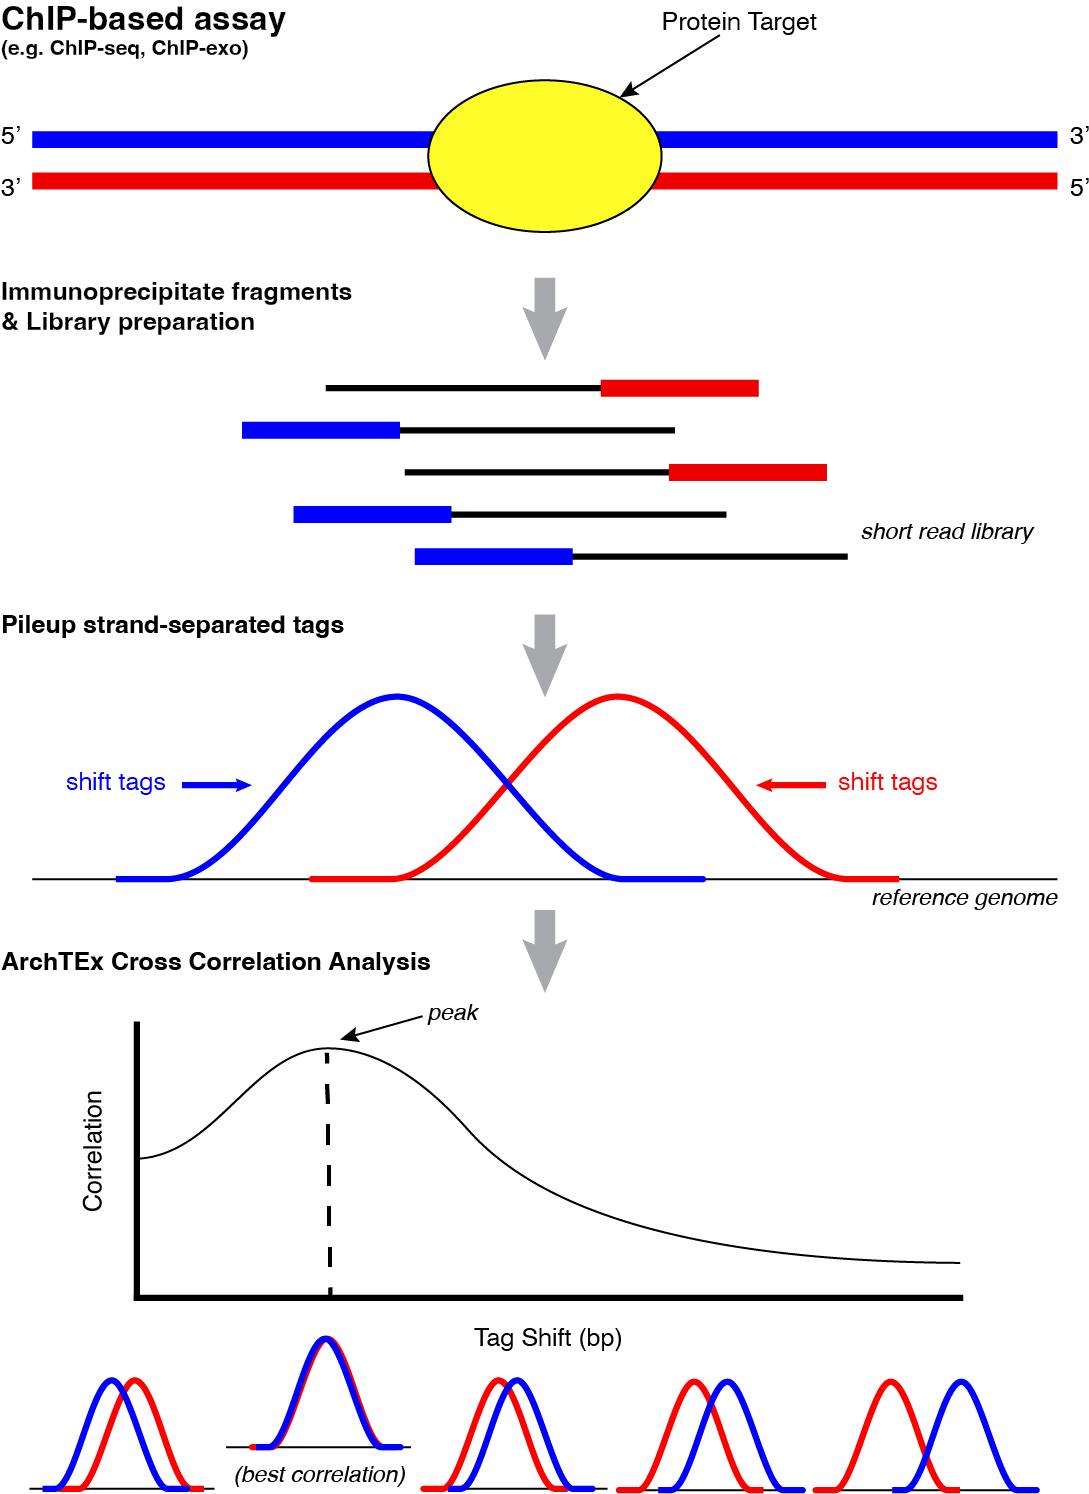 ChIP-based assay
(e.g. ChIP-seq, ChIP-exo)
Protein Target
5’
3’
3’
5’
Immunoprecipitate fragments
& Library preparation
short read library
Pileup strand-separated tags
shift tags
shift tags
reference genome
ArchTEx Cross Correlation Analysis
peak
Correlation
Tag Shift (bp)
(best correlation)